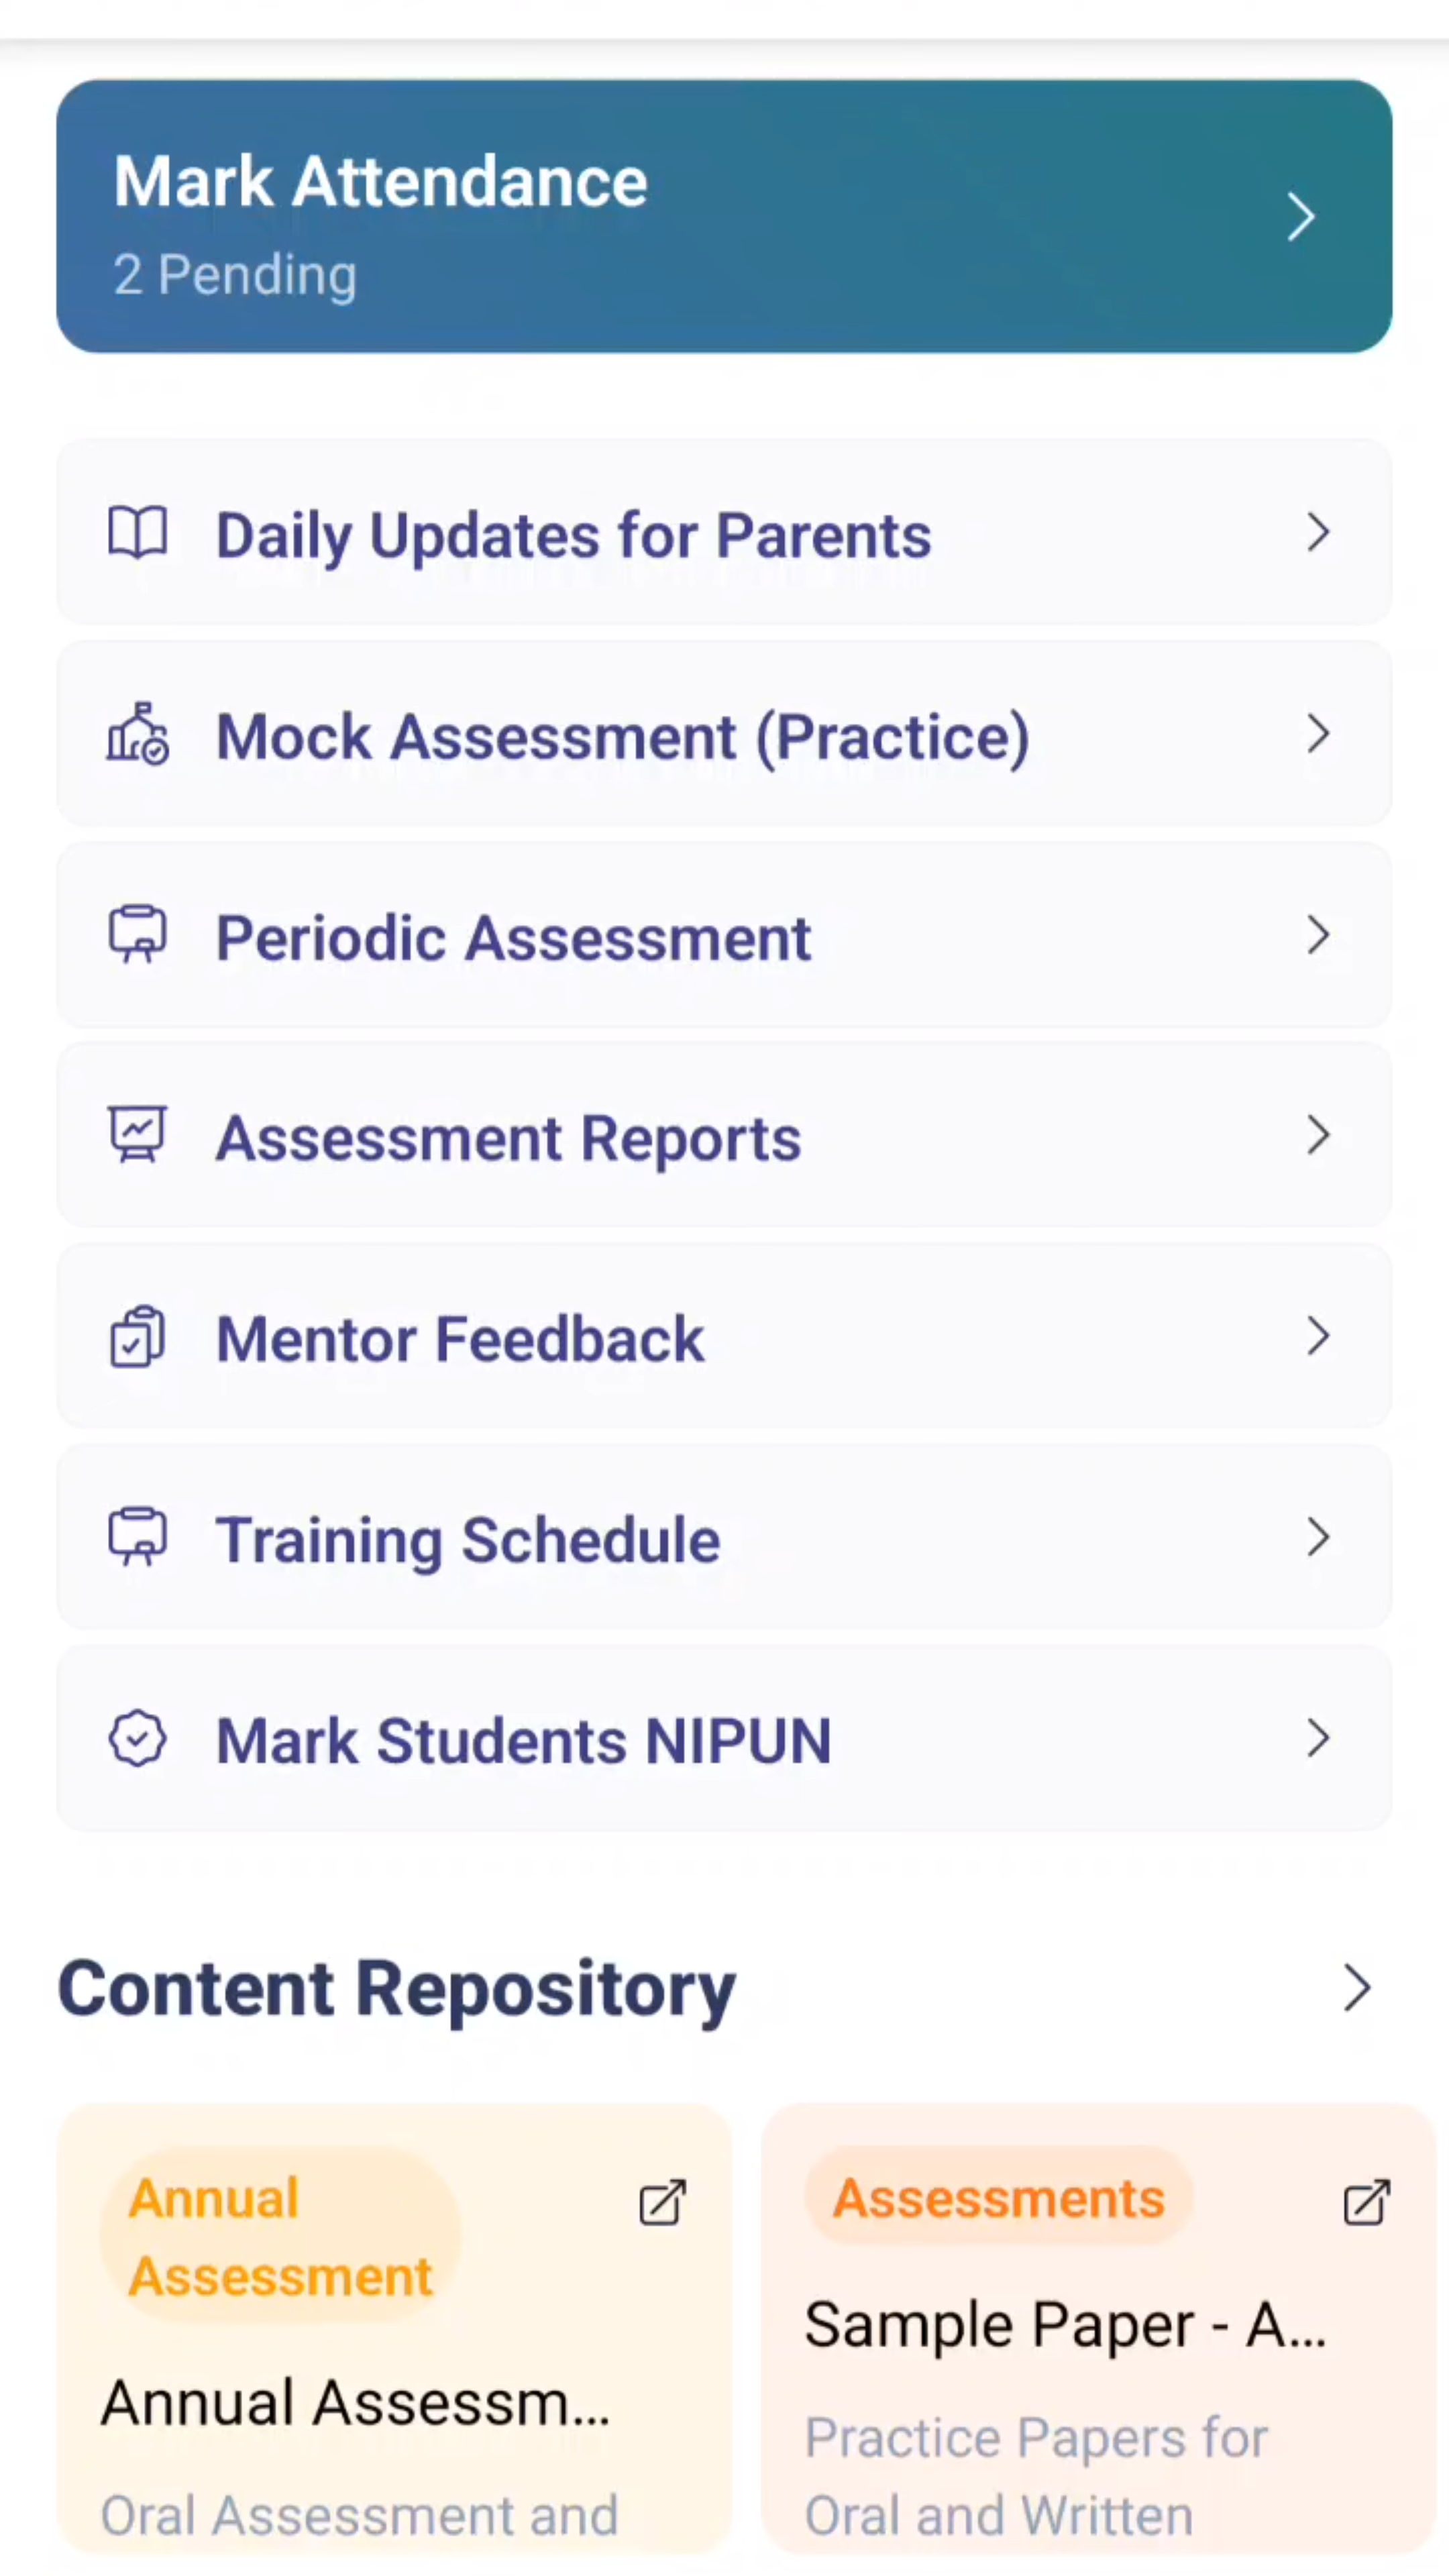 Mark Attendance
2 Pending
Daily Updates for Parents
Mock Assessment (Practice)
Periodic Assessment
Assessment Reports
Mentor Feedback
Training Schedule
Mark Students NIPUN
Content Repository
Annual
Assessment
Annual Assessm...
Oral Assessment and
Assessments
Sample Paper - A...
Practice Papers for
Oral and Written